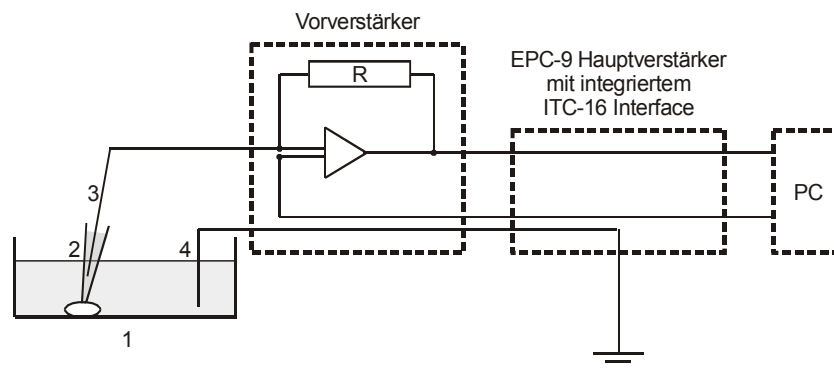 Vorverstärker
EPC-9 Hauptverstärker
mit integriertem
ITC-16 Interface
R
PC
3
2
4
1